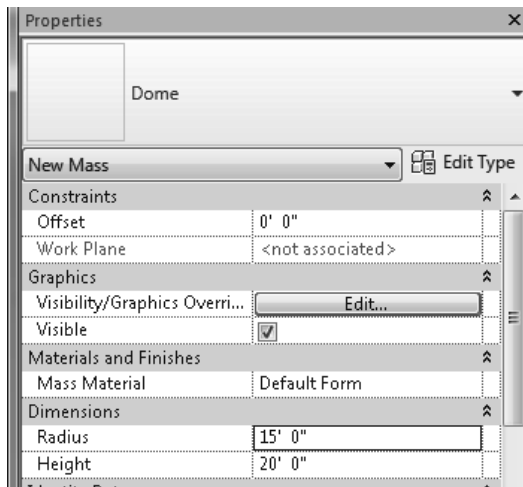 Properties
Dome
New Mass Edit Type
Constraints
Offset 0' 0"
Work Plane <not associated>
Graphics
Visibility/Graphics Overri... Edit...
Visible
Materials and Finishes
Mass Material Default Form
Dimensions
Radius 15' 0"
Height 20' 0"